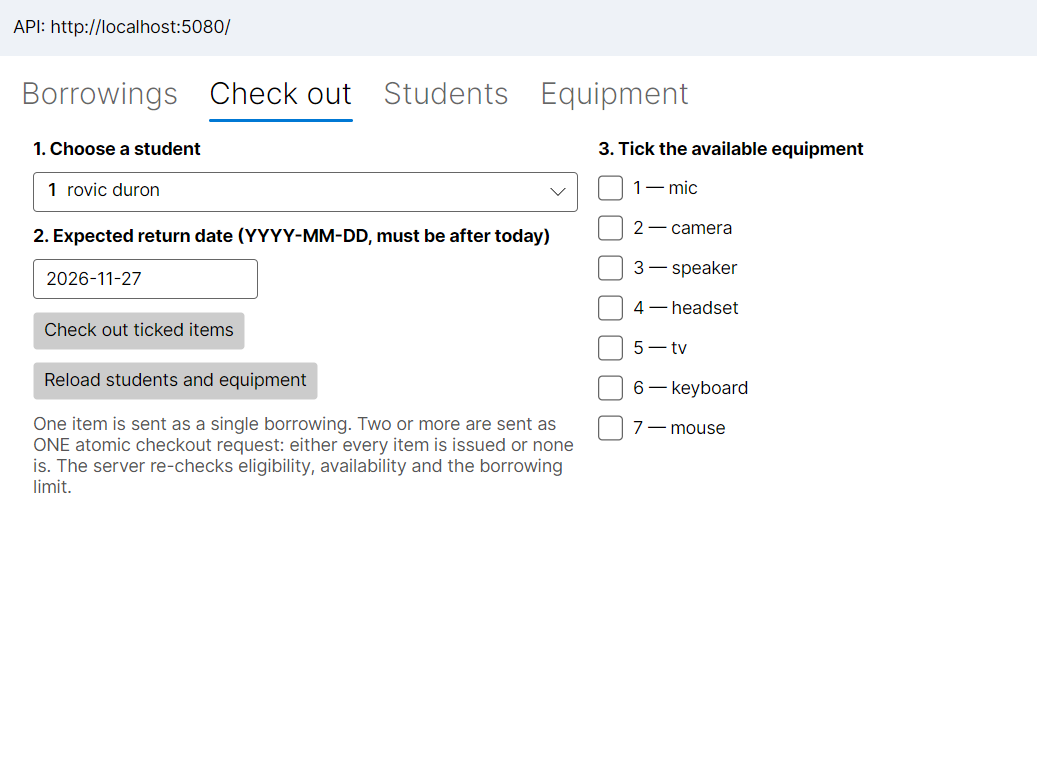 API: http://localhost:5080/
Borrowings Check out Students Equipment
1. Choose a student
1 rovic duron
2. Expected return date (YYYY-MM-DD, must be after today)
2026-11-27
Check out ticked items
Reload students and equipment
One item is sent as a single borrowing. Two or more are sent as
ONE atomic checkout request: either every item is issued or none
is. The server re-checks eligibility, availability and the borrowing
limit.
3. Tick the available equipment
1 — mic
2 — camera
3 — speaker
4 — headset
5 — tv
6 — keyboard
7 — mouse